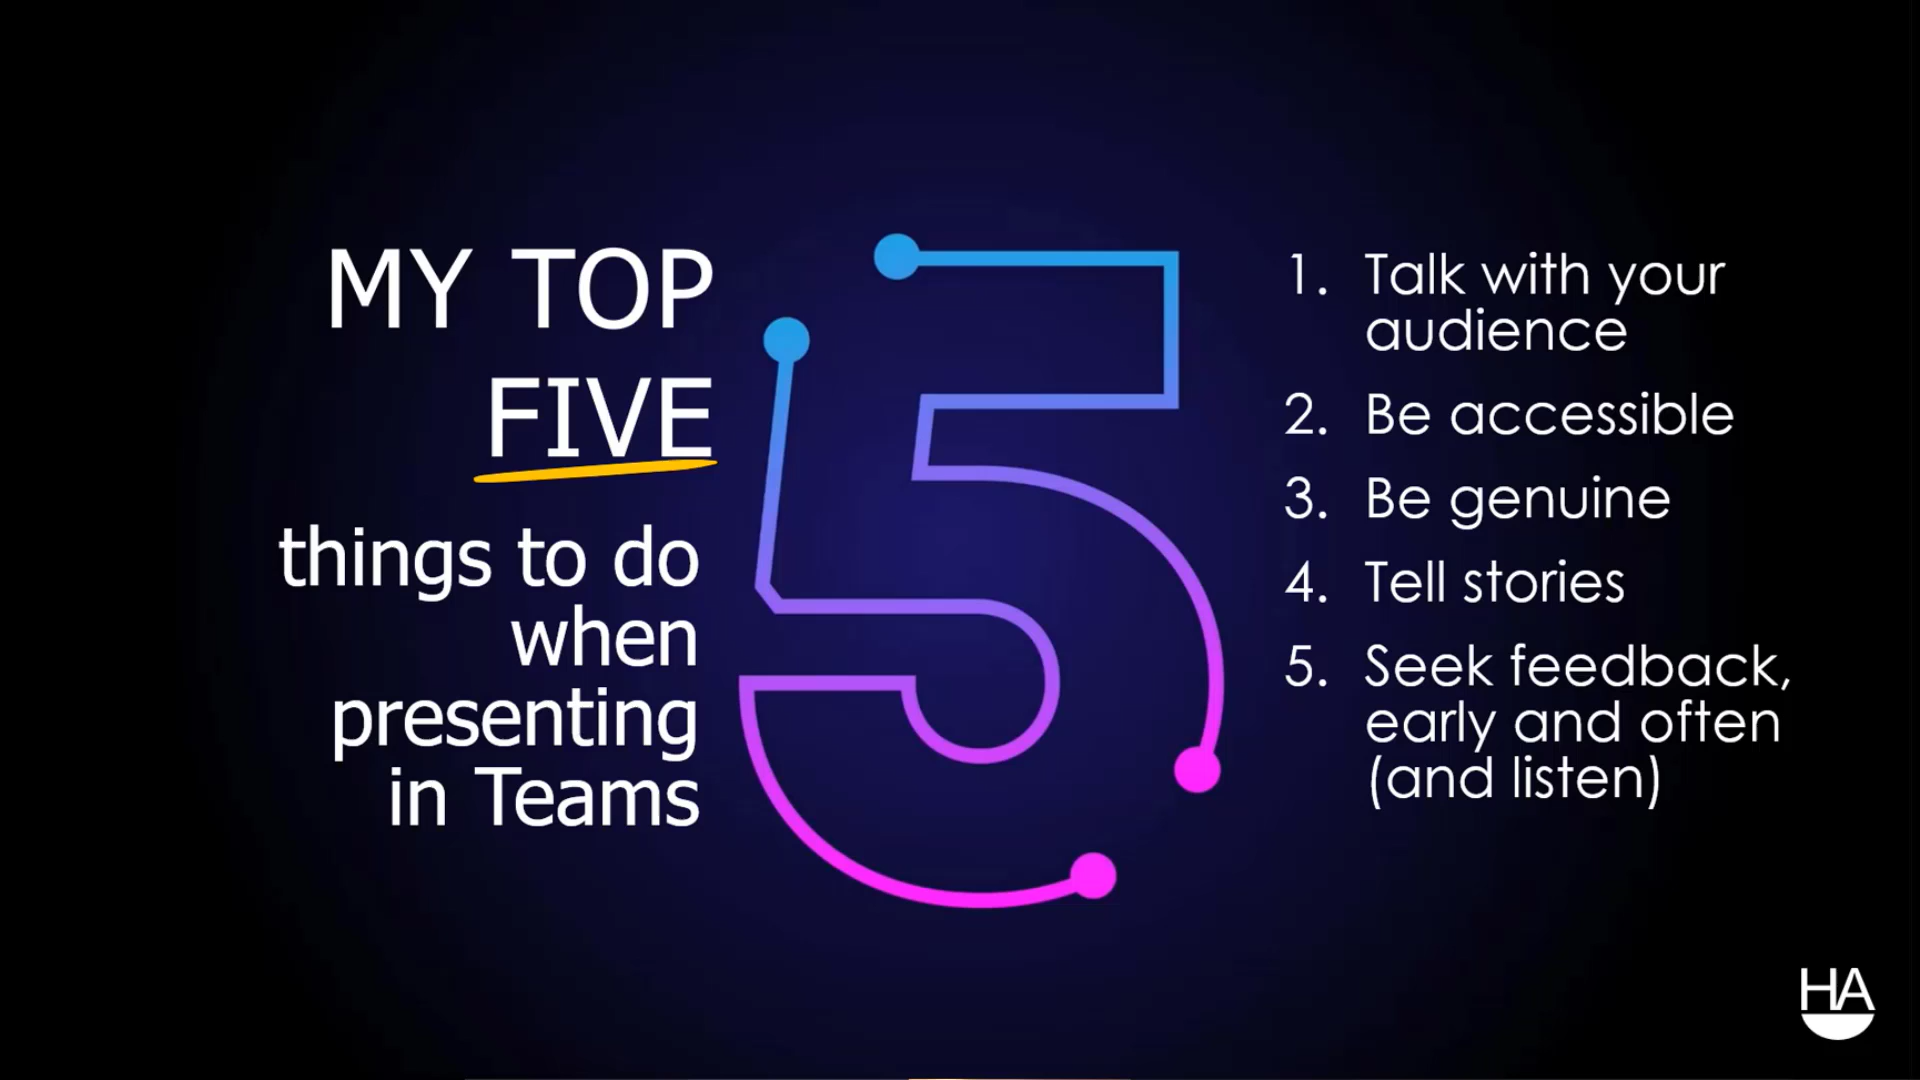 MY TOP
FIVE
things to do
when
presenting
in Teams
5
1. Talk with your
audience
2. Be accessible
3. Be genuine
4. Tell stories
5. Seek feedback,
early and often
(and listen)
HA